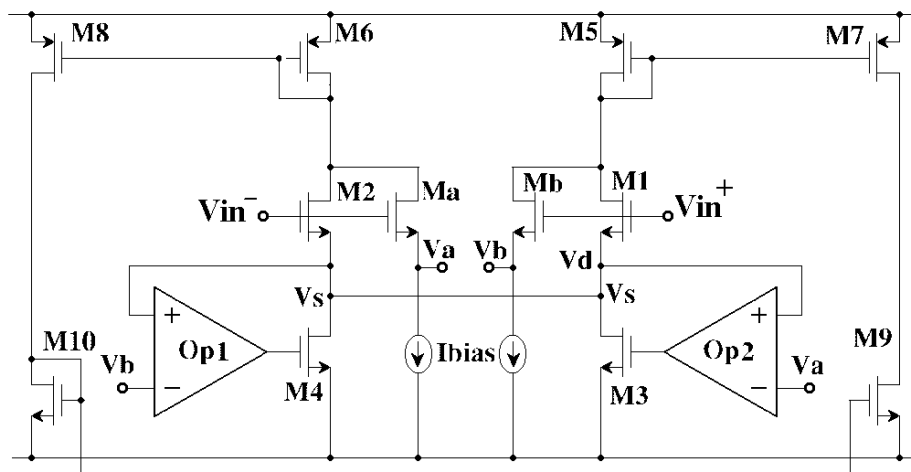 M8 M6 M5 M7
M2 Ma Mb M1
Vin⁻ Vin⁺
Va Vb Vd
Vs Vs
M10 + + M9
Vb Op1 Ibias Op2 Va
− −
M4 M3